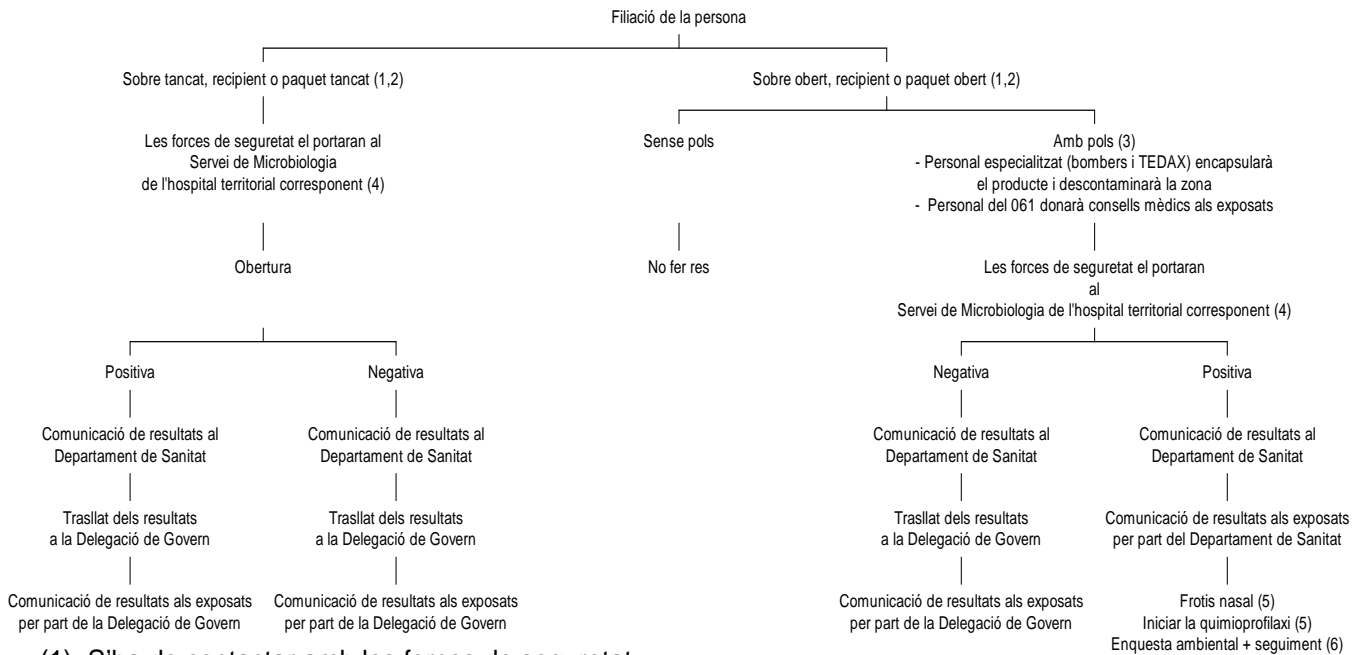 Filiació de la persona
Sobre tancat, recipient o paquet tancat (1,2)
Sobre obert, recipient o paquet obert (1,2)
Les forces de seguretat el portaran al
Servei de Microbiologia
de l'hospital territorial corresponent (4)
Sense pols
Amb pols (3)
- Personal especialitzat (bombers i TEDAX) encapsularà
el producte i descontaminarà la zona
- Personal del 061 donarà consells mèdics als exposats
Obertura
No fer res
Les forces de seguretat el portaran
al
Servei de Microbiologia de l'hospital territorial corresponent (4)
Positiva
Negativa
Negativa
Positiva
Comunicació de resultats al
Departament de Sanitat
Comunicació de resultats al
Departament de Sanitat
Comunicació de resultats al
Departament de Sanitat
Comunicació de resultats al
Departament de Sanitat
Trasllat dels resultats
a la Delegació de Govern
Trasllat dels resultats
a la Delegació de Govern
Trasllat dels resultats
a la Delegació de Govern
Comunicació de resultats als exposats
per part del Departament de Sanitat
Comunicació de resultats als exposats
per part de la Delegació de Govern
Comunicació de resultats als exposats
per part de la Delegació de Govern
Comunicació de resultats als exposats
per part de la Delegació de Govern
Frotis nasal (5)
Iniciar la quimioprofilaxi (5)
Enquesta ambiental + seguiment (6)